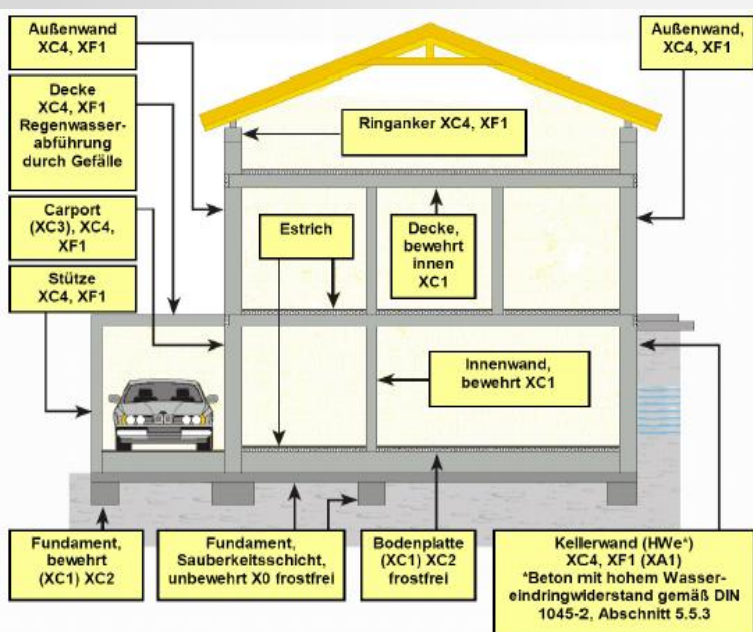 Außenwand
XC4, XF1
Außenwand,
XC4, XF1
Decke
XC4, XF1
Regenwasser-
abführung
durch Gefälle
Ringanker XC4, XF1
Carport
(XC3), XC4,
XF1
Estrich
Decke,
bewehrt
innen
XC1
Stütze
XC4, XF1
Innenwand,
bewehrt XC1
Fundament,
bewehrt
(XC1) XC2
Fundament,
Sauberkeitsschicht,
unbewehrt X0 frostfrei
Bodenplatte
(XC1) XC2
frostfrei
Kellerwand (HWe*)
XC4, XF1 (XA1)
*Beton mit hohem Wasser-
eindringwiderstand gemäß DIN
1045-2, Abschnitt 5.5.3